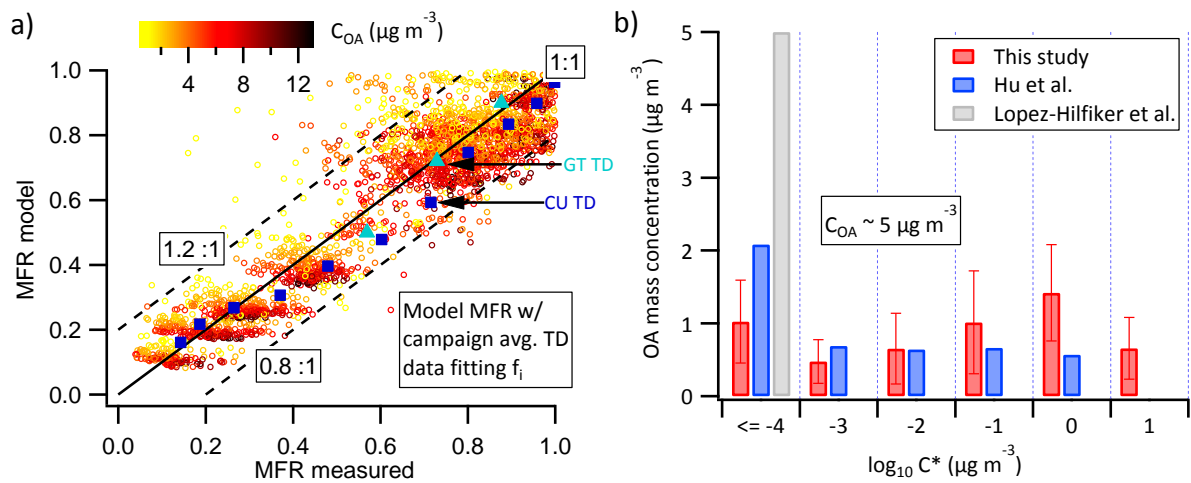 a)
C_OA (µg m⁻³)
4 8 12
1.0
0.8
0.6
0.4
0.2
0.0
MFR model
1:1
GT TD
CU TD
1.2 :1
0.8 :1
Model MFR w/
campaign avg. TD
data fitting f_i
0.0 0.2 0.4 0.6 0.8 1.0
MFR measured
b)
5
4
3
2
1
0
OA mass concentration (µg m⁻³)
This study
Hu et al.
Lopez-Hilfiker et al.
C_OA ~ 5 µg m⁻³
<= -4 -3 -2 -1 0 1
log₁₀ C* (µg m⁻³)